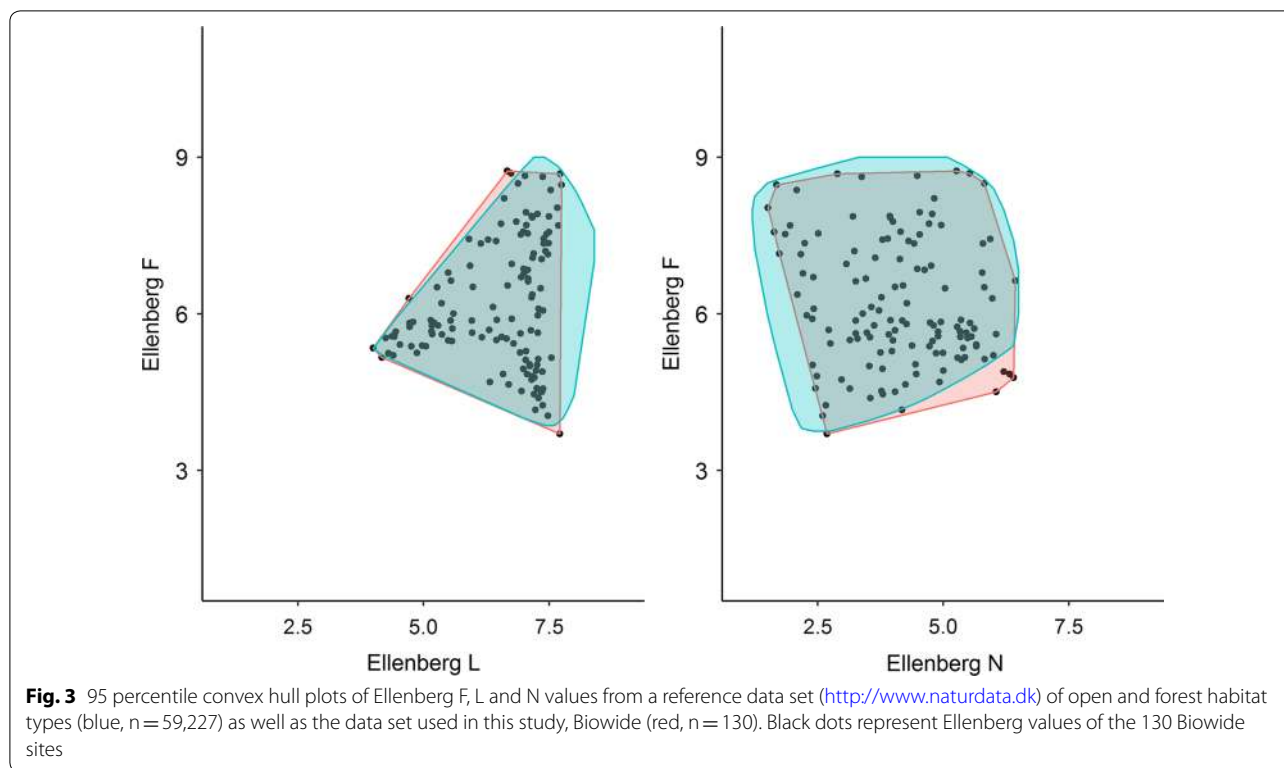 9
6
3
Ellenberg F
2.5 5.0 7.5
Ellenberg L
9
6
3
Ellenberg F
2.5 5.0 7.5
Ellenberg N
Fig. 3 95 percentile convex hull plots of Ellenberg F, L and N values from a reference data set (http://www.naturdata.dk) of open and forest habitat
types (blue, n = 59,227) as well as the data set used in this study, Biowide (red, n = 130). Black dots represent Ellenberg values of the 130 Biowide
sites